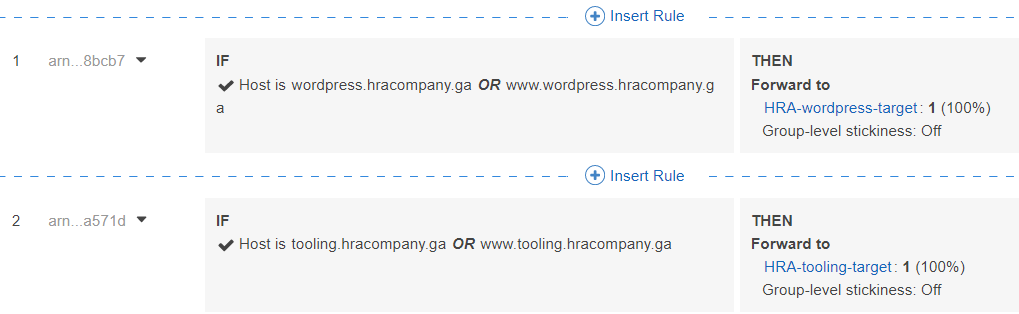 Insert Rule
1 arn...8bcb7 IF THEN
Host is wordpress.hracompany.ga OR www.wordpress.hracompany.g Forward to
a HRA-wordpress-target: 1 (100%)
Group-level stickiness: Off
Insert Rule
2 arn...a571d IF THEN
Host is tooling.hracompany.ga OR www.tooling.hracompany.ga Forward to
HRA-tooling-target: 1 (100%)
Group-level stickiness: Off